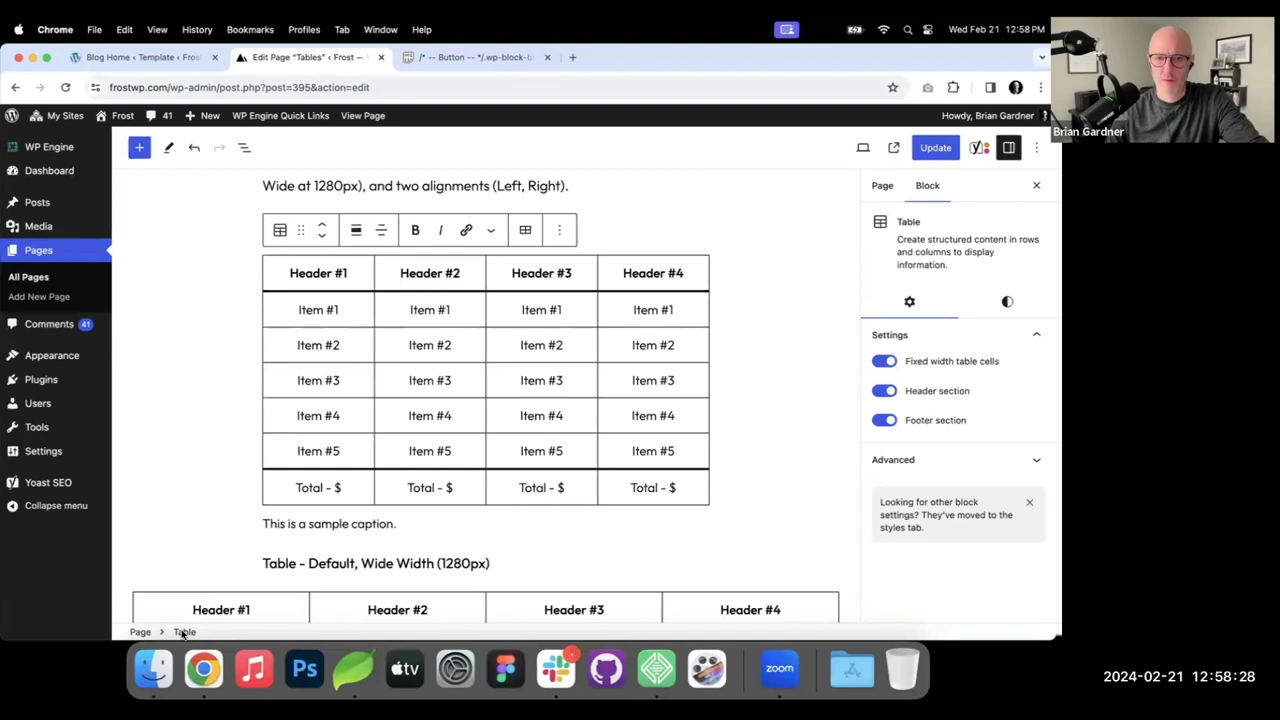 Chrome File Edit View History Bookmarks Profiles Tab Window Help Wed Feb 21 12:58 PM
Blog Home ‹ Template ‹ Fros Edit Page "Tables" ‹ Frost — /* -- Button -- */.wp-block-b
frostwp.com/wp-admin/post.php?post=395&action=edit
My Sites Frost 41 New WP Engine Quick Links View Page Howdy, Brian Gardner
Brian Gardner
WP Engine
Dashboard
Posts
Media
Pages
All Pages
Add New Page
Comments 41
Appearance
Plugins
Users
Tools
Settings
Yoast SEO
Collapse menu
Update
Wide at 1280px), and two alignments (Left, Right).
B I
Header #1 Header #2 Header #3 Header #4
Item #1 Item #1 Item #1 Item #1
Item #2 Item #2 Item #2 Item #2
Item #3 Item #3 Item #3 Item #3
Item #4 Item #4 Item #4 Item #4
Item #5 Item #5 Item #5 Item #5
Total - $ Total - $ Total - $ Total - $
This is a sample caption.
Table - Default, Wide Width (1280px)
Header #1 Header #2 Header #3 Header #4
Page › Table
Page Block
Table
Create structured content in rows
and columns to display
information.
Settings
Fixed width table cells
Header section
Footer section
Advanced
Looking for other block
settings? They've moved to the
styles tab.
Ps tv zoom
2024-02-21 12:58:28